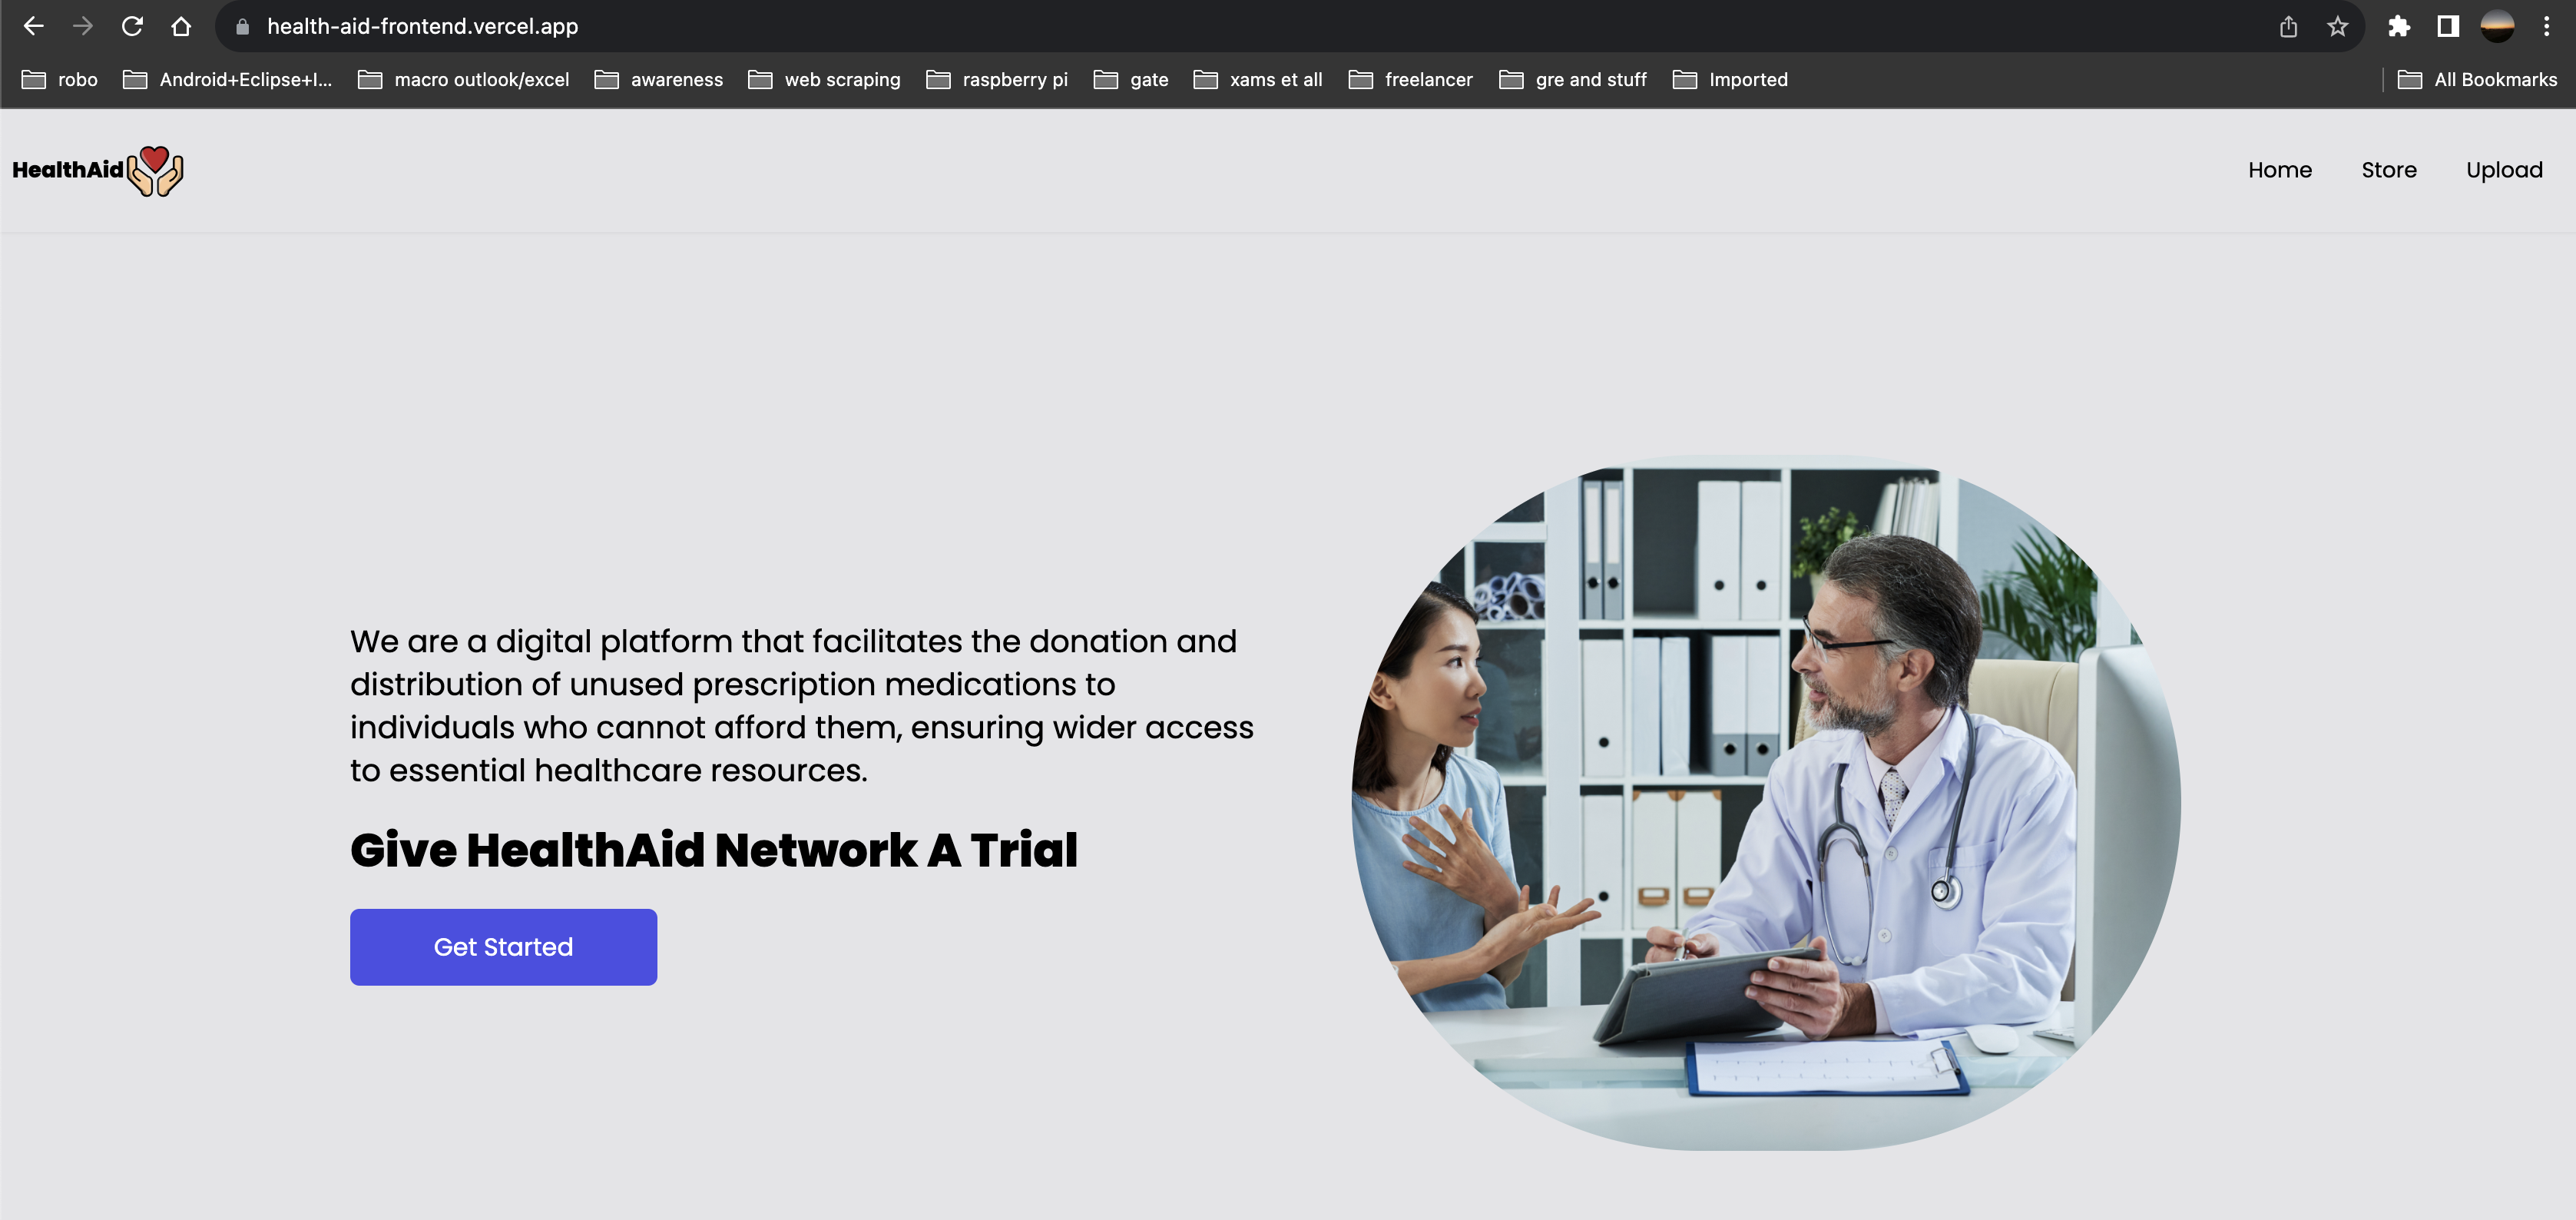 health-aid-frontend.vercel.app
robo
Android+Eclipse+I...
macro outlook/excel
awareness
web scraping
raspberry pi
gate
xams et all
freelancer
gre and stuff
Imported
All Bookmarks
HealthAid
Home
Store
Upload
We are a digital platform that facilitates the donation and
distribution of unused prescription medications to
individuals who cannot afford them, ensuring wider access
to essential healthcare resources.
Give HealthAid Network A Trial
Get Started